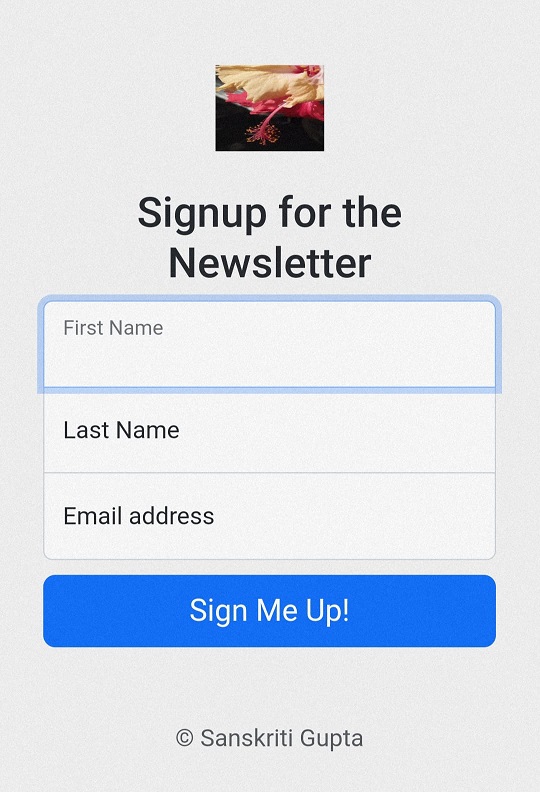 Signup for the
Newsletter
First Name
Last Name
Email address
Sign Me Up!
© Sanskriti Gupta